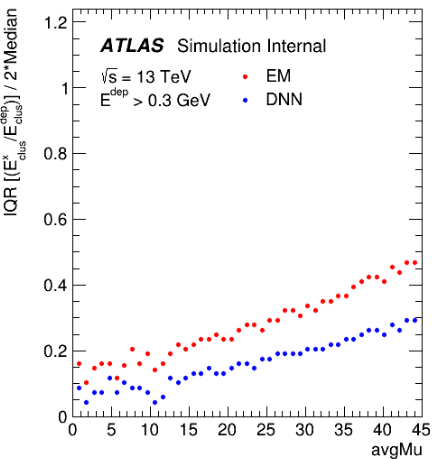 IQR [(E^x_clus/E^dep_clus)] / 2*Median
1.2
1
0.8
0.6
0.4
0.2
0
ATLAS Simulation Internal
√s = 13 TeV
E^dep > 0.3 GeV
EM
DNN
0 5 10 15 20 25 30 35 40 45
avgMu